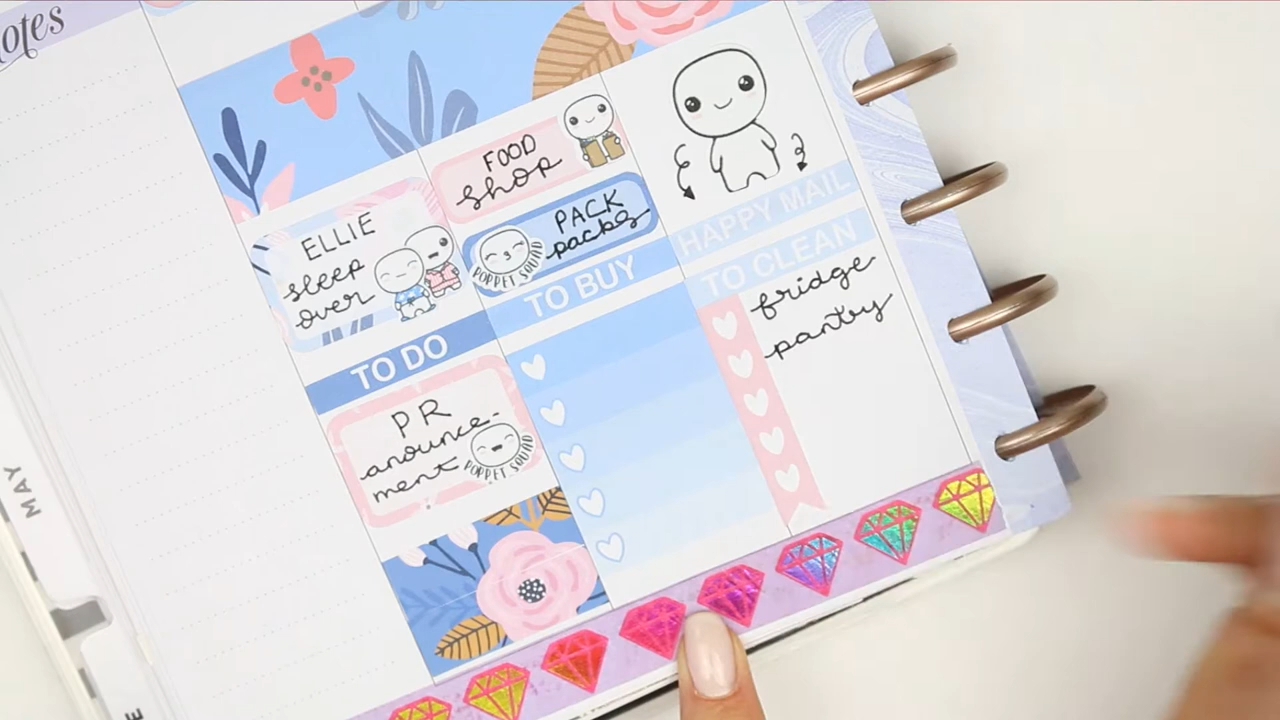 otes
ELLIE
sleep
over
TO DO
PR
anounce-
ment
POPPET SQUAD
FOOD
shop
PACK
packs
POPPET SQUAD
TO BUY
HAPPY MAIL
TO CLEAN
fridge
pantry
MAY
E